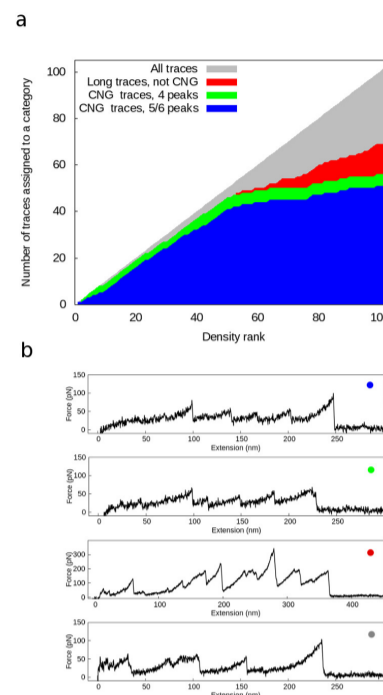 a
All traces
Long traces, not CNG
CNG traces, 4 peaks
CNG traces, 5/6 peaks
Number of traces assigned to a category
100
80
60
40
20
0
0 20 40 60 80 100
Density rank
b
Force (pN)
150
100
50
0
0 50 100 150 200 250
Extension (nm)
Force (pN)
150
100
50
0
0 50 100 150 200 250
Extension (nm)
Force (pN)
300
200
100
0
0 100 200 300 400
Extension (nm)
Force (pN)
150
100
50
0
0 50 100 150 200 250
Extension (nm)